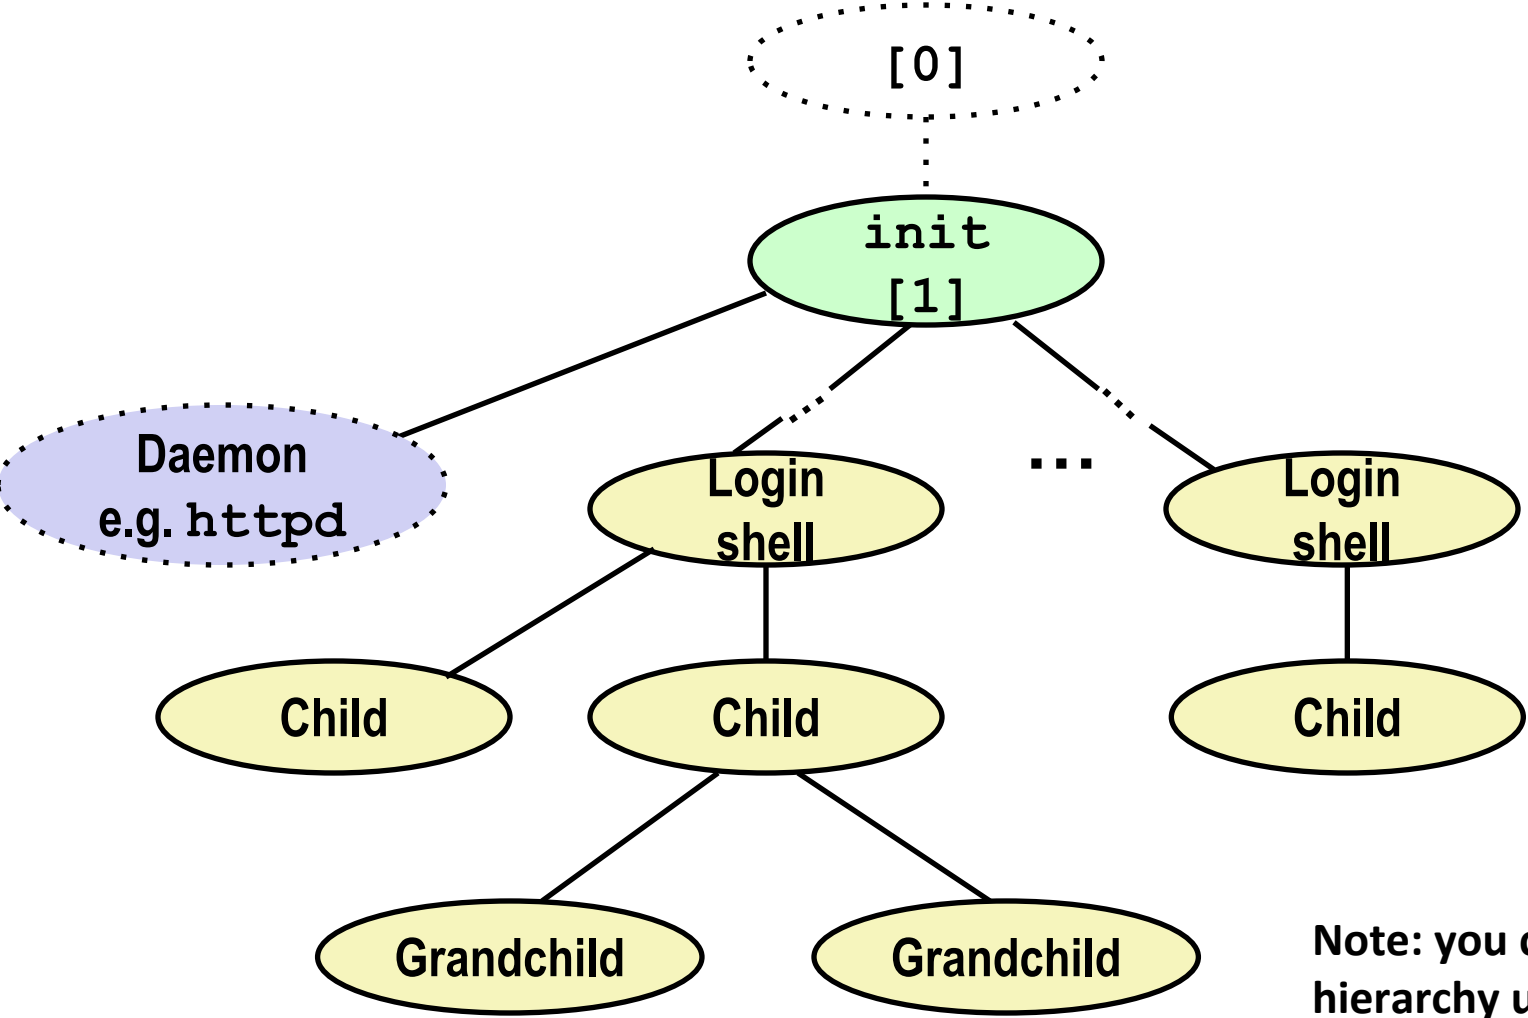 [0]
init
[1]
Daemon
e.g. httpd
Login
shell
...
Login
shell
Child
Child
Child
Grandchild
Grandchild
Note: you
hierarchy